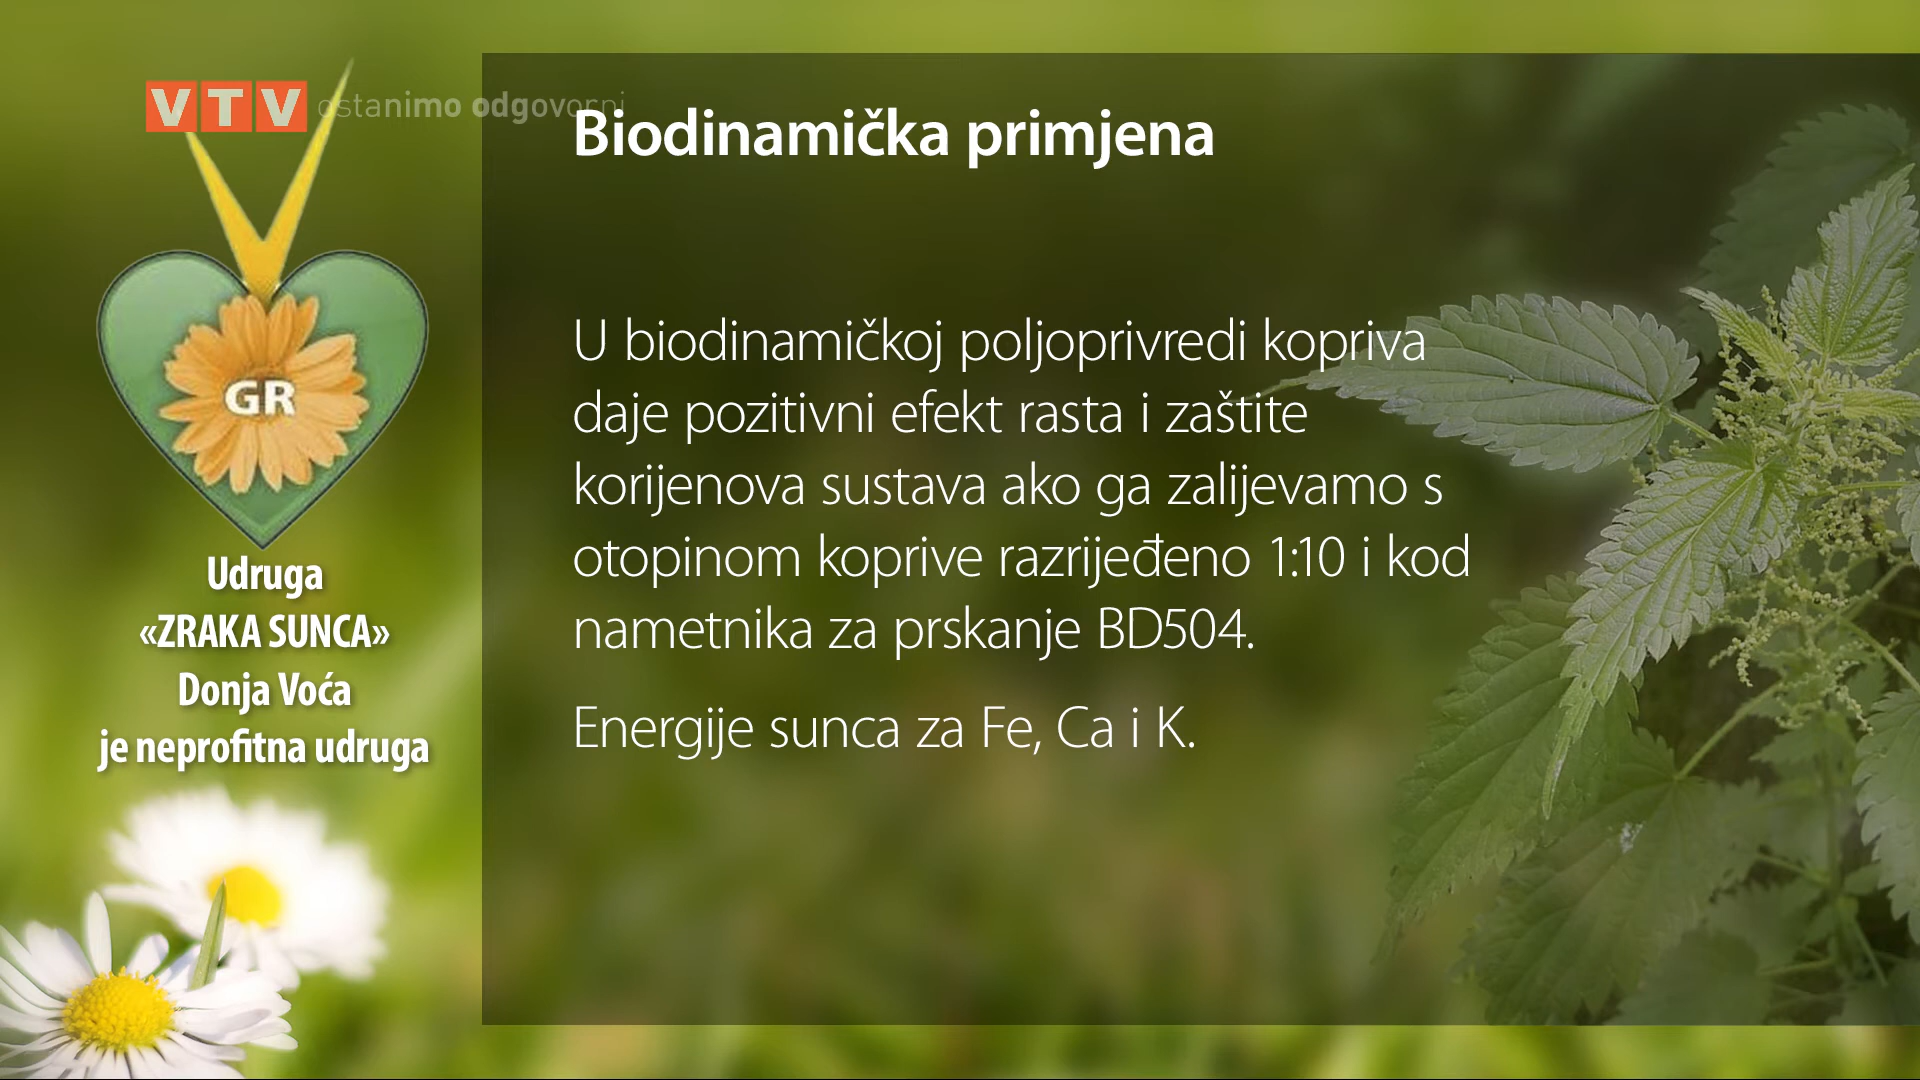 VTV ostanimo odgovorni
Biodinamička primjena
GR
Udruga
«ZRAKA SUNCA»
Donja Voća
je neprofitna udruga
U biodinamičkoj poljoprivredi kopriva
daje pozitivni efekt rasta i zaštite
korijenova sustava ako ga zalijevamo s
otopinom koprive razrijeđeno 1:10 i kod
nametnika za prskanje BD504.
Energije sunca za Fe, Ca i K.